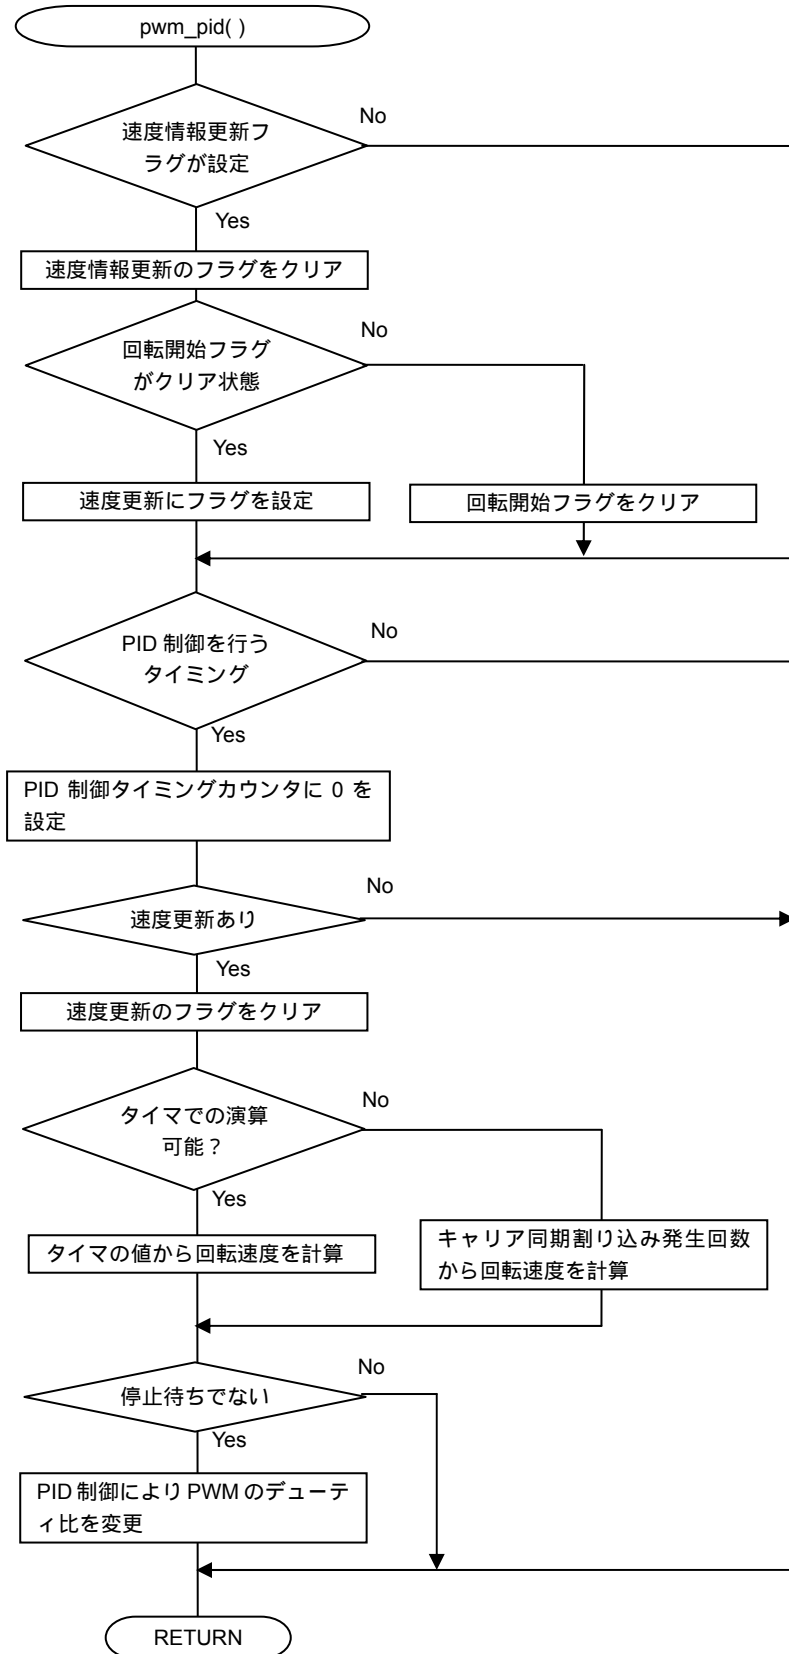 pwm_pid( )
No
速度情報更新フ
ラグが設定
Yes
速度情報更新のフラグをクリア
No
回転開始フラグ
がクリア状態
Yes
速度更新にフラグを設定
回転開始フラグをクリア
No
PID 制御を行う
タイミング
Yes
PID 制御タイミングカウンタに 0 を
設定
No
速度更新あり
Yes
速度更新のフラグをクリア
No
タイマでの演算
可能？
Yes
タイマの値から回転速度を計算
キャリア同期割り込み発生回数
から回転速度を計算
No
停止待ちでない
Yes
PID 制御により PWM のデューテ
ィ比を変更
RETURN